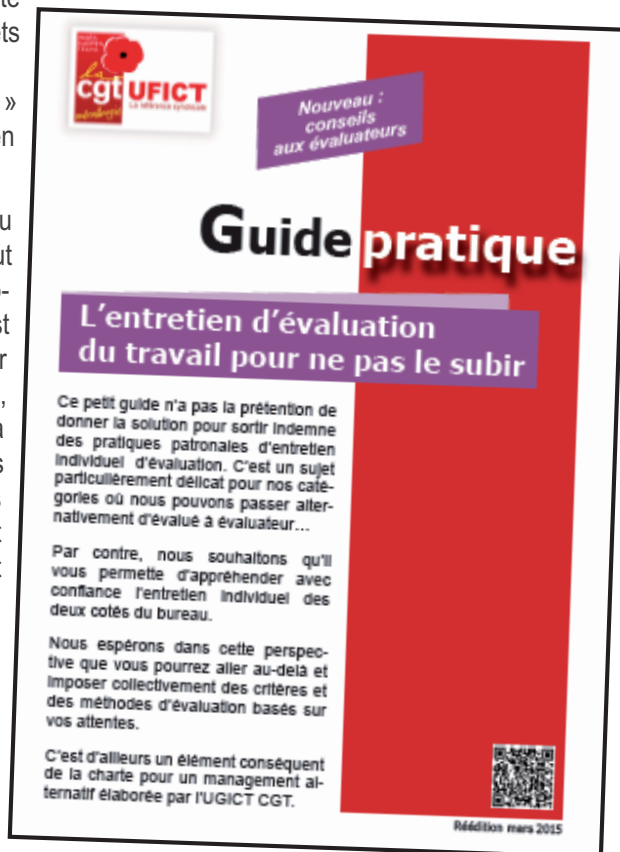 ets
»
en
u
ut
st
r
,
a
s
cgt UFICT
La référence syndicale
Nouveau :
conseils
aux évaluateurs
Guide pratique
L'entretien d'évaluation
du travail pour ne pas le subir
Ce petit guide n'a pas la prétention de
donner la solution pour sortir indemne
des pratiques patronales d'entretien
individuel d'évaluation. C'est un sujet
particulièrement délicat pour nos caté-
gories où nous pouvons passer alter-
nativement d'évalué à évaluateur...
Par contre, nous souhaitons qu'il
vous permette d'appréhender avec
confiance l'entretien individuel des
deux cotés du bureau.
Nous espérons dans cette perspec-
tive que vous pourrez aller au-delà et
imposer collectivement des critères et
des méthodes d'évaluation basés sur
vos attentes.
C'est d'ailleurs un élément conséquent
de la charte pour un management al-
ternatif élaborée par l'UGICT CGT.
Réédition mars 2015